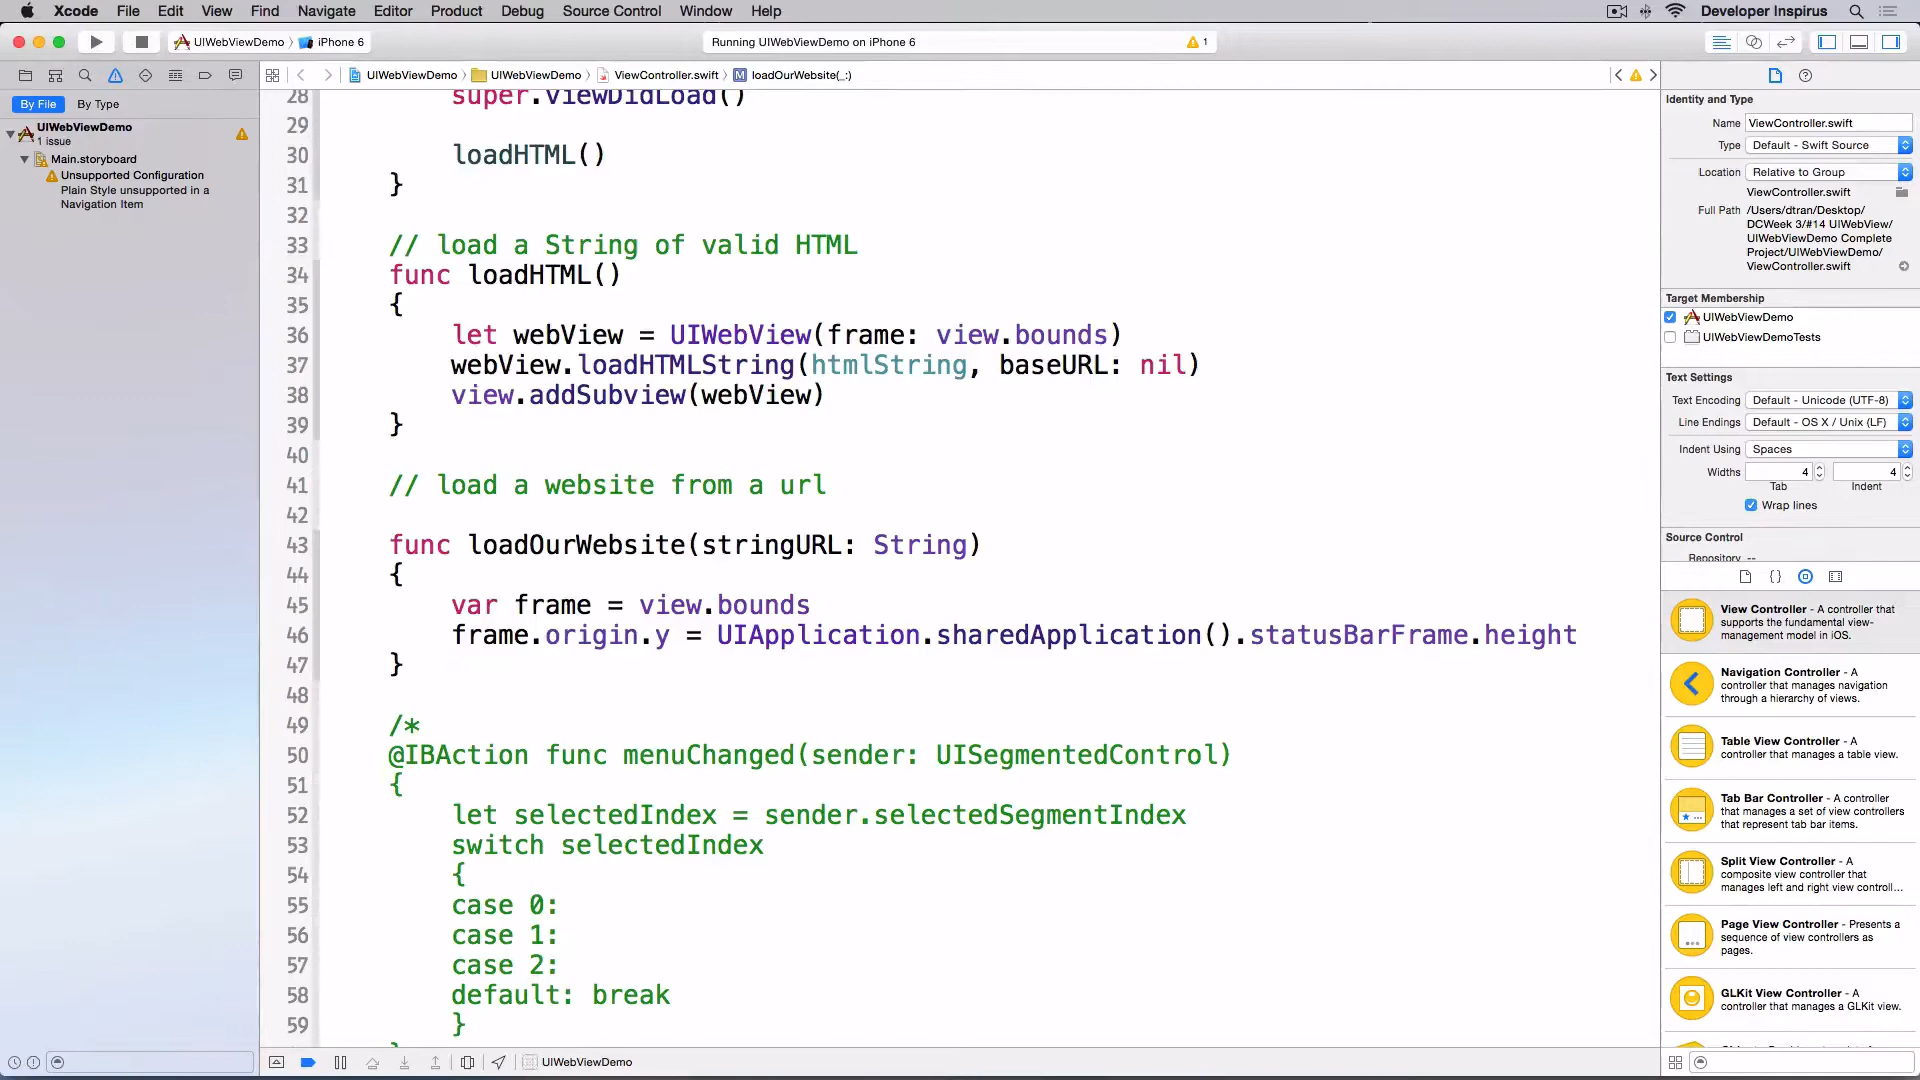 Xcode File Edit View Find Navigate Editor Product Debug Source Control Window Help Developer Inspirus
UIWebViewDemo iPhone 6 Running UIWebViewDemo on iPhone 6 1
UIWebViewDemo UIWebViewDemo ViewController.swift M loadOurWebsite(_:)
By File By Type
UIWebViewDemo
1 issue
Main.storyboard
Unsupported Configuration
Plain Style unsupported in a
Navigation Item
28 super.viewDidLoad()
29
30 loadHTML()
31 }
32
33 // load a String of valid HTML
34 func loadHTML()
35 {
36 let webView = UIWebView(frame: view.bounds)
37 webView.loadHTMLString(htmlString, baseURL: nil)
38 view.addSubview(webView)
39 }
40
41 // load a website from a url
42
43 func loadOurWebsite(stringURL: String)
44 {
45 var frame = view.bounds
46 frame.origin.y = UIApplication.sharedApplication().statusBarFrame.height
47 }
48
49 /*
50 @IBAction func menuChanged(sender: UISegmentedControl)
51 {
52 let selectedIndex = sender.selectedSegmentIndex
53 switch selectedIndex
54 {
55 case 0:
56 case 1:
57 case 2:
58 default: break
59 }
UIWebViewDemo
Identity and Type
Name ViewController.swift
Type Default - Swift Source
Location Relative to Group
ViewController.swift
Full Path /Users/dtran/Desktop/
DCWeek 3/#14 UIWebView/
UIWebViewDemo Complete
Project/UIWebViewDemo/
ViewController.swift
Target Membership
UIWebViewDemo
UIWebViewDemoTests
Text Settings
Text Encoding Default - Unicode (UTF-8)
Line Endings Default - OS X / Unix (LF)
Indent Using Spaces
Widths 4 4
Tab Indent
Wrap lines
Source Control
Repository --
{}
View Controller - A controller that
supports the fundamental view-
management model in iOS.
Navigation Controller - A
controller that manages navigation
through a hierarchy of views.
Table View Controller - A
controller that manages a table view.
Tab Bar Controller - A controller
that manages a set of view controllers
that represent tab bar items.
Split View Controller - A
composite view controller that
manages left and right view controll...
Page View Controller - Presents a
sequence of view controllers as
pages.
GLKit View Controller - A
controller that manages a GLKit view.